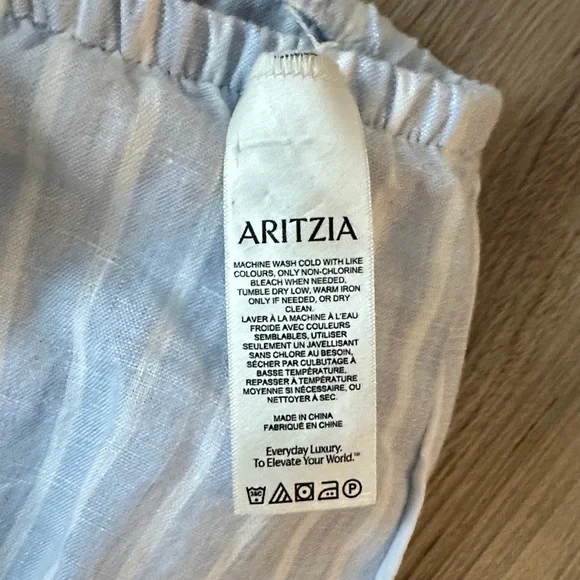 ARITZIA
MACHINE WASH COLD WITH LIKE
COLOURS, ONLY NON-CHLORINE
BLEACH WHEN NEEDED,
TUMBLE DRY LOW, WARM IRON
ONLY IF NEEDED, OR DRY
CLEAN.
LAVER À LA MACHINE À L'EAU
FROIDE AVEC COULEURS
SEMBLABLES, UTILISER
SEULEMENT UN JAVELLISANT
SANS CHLORE AU BESOIN,
SÉCHER PAR CULBUTAGE À
BASSE TEMPÉRATURE,
REPASSER À TEMPÉRATURE
MOYENNE SI NÉCESSAIRE, OU
NETTOYER À SEC.
MADE IN CHINA
FABRIQUÉ EN CHINE
Everyday Luxury.
To Elevate Your World.™
30C P